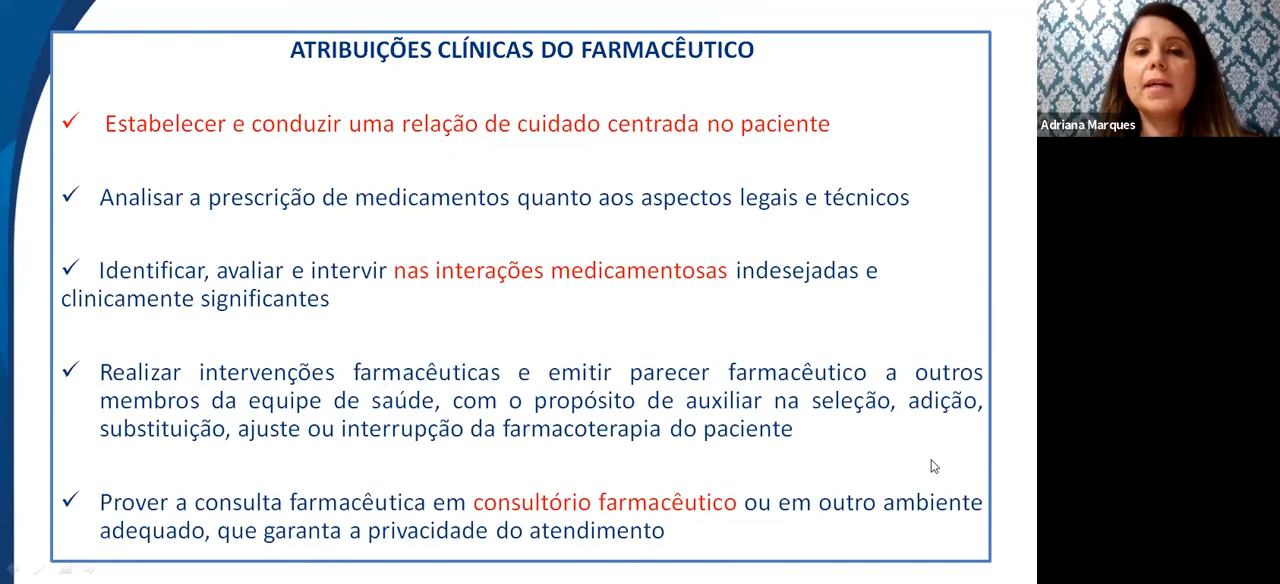 ATRIBUIÇÕES CLÍNICAS DO FARMACÊUTICO
✓ Estabelecer e conduzir uma relação de cuidado centrada no paciente
✓ Analisar a prescrição de medicamentos quanto aos aspectos legais e técnicos
✓ Identificar, avaliar e intervir nas interações medicamentosas indesejadas e
clinicamente significantes
✓ Realizar intervenções farmacêuticas e emitir parecer farmacêutico a outros
membros da equipe de saúde, com o propósito de auxiliar na seleção, adição,
substituição, ajuste ou interrupção da farmacoterapia do paciente
✓ Prover a consulta farmacêutica em consultório farmacêutico ou em outro ambiente
adequado, que garanta a privacidade do atendimento
Adriana Marques